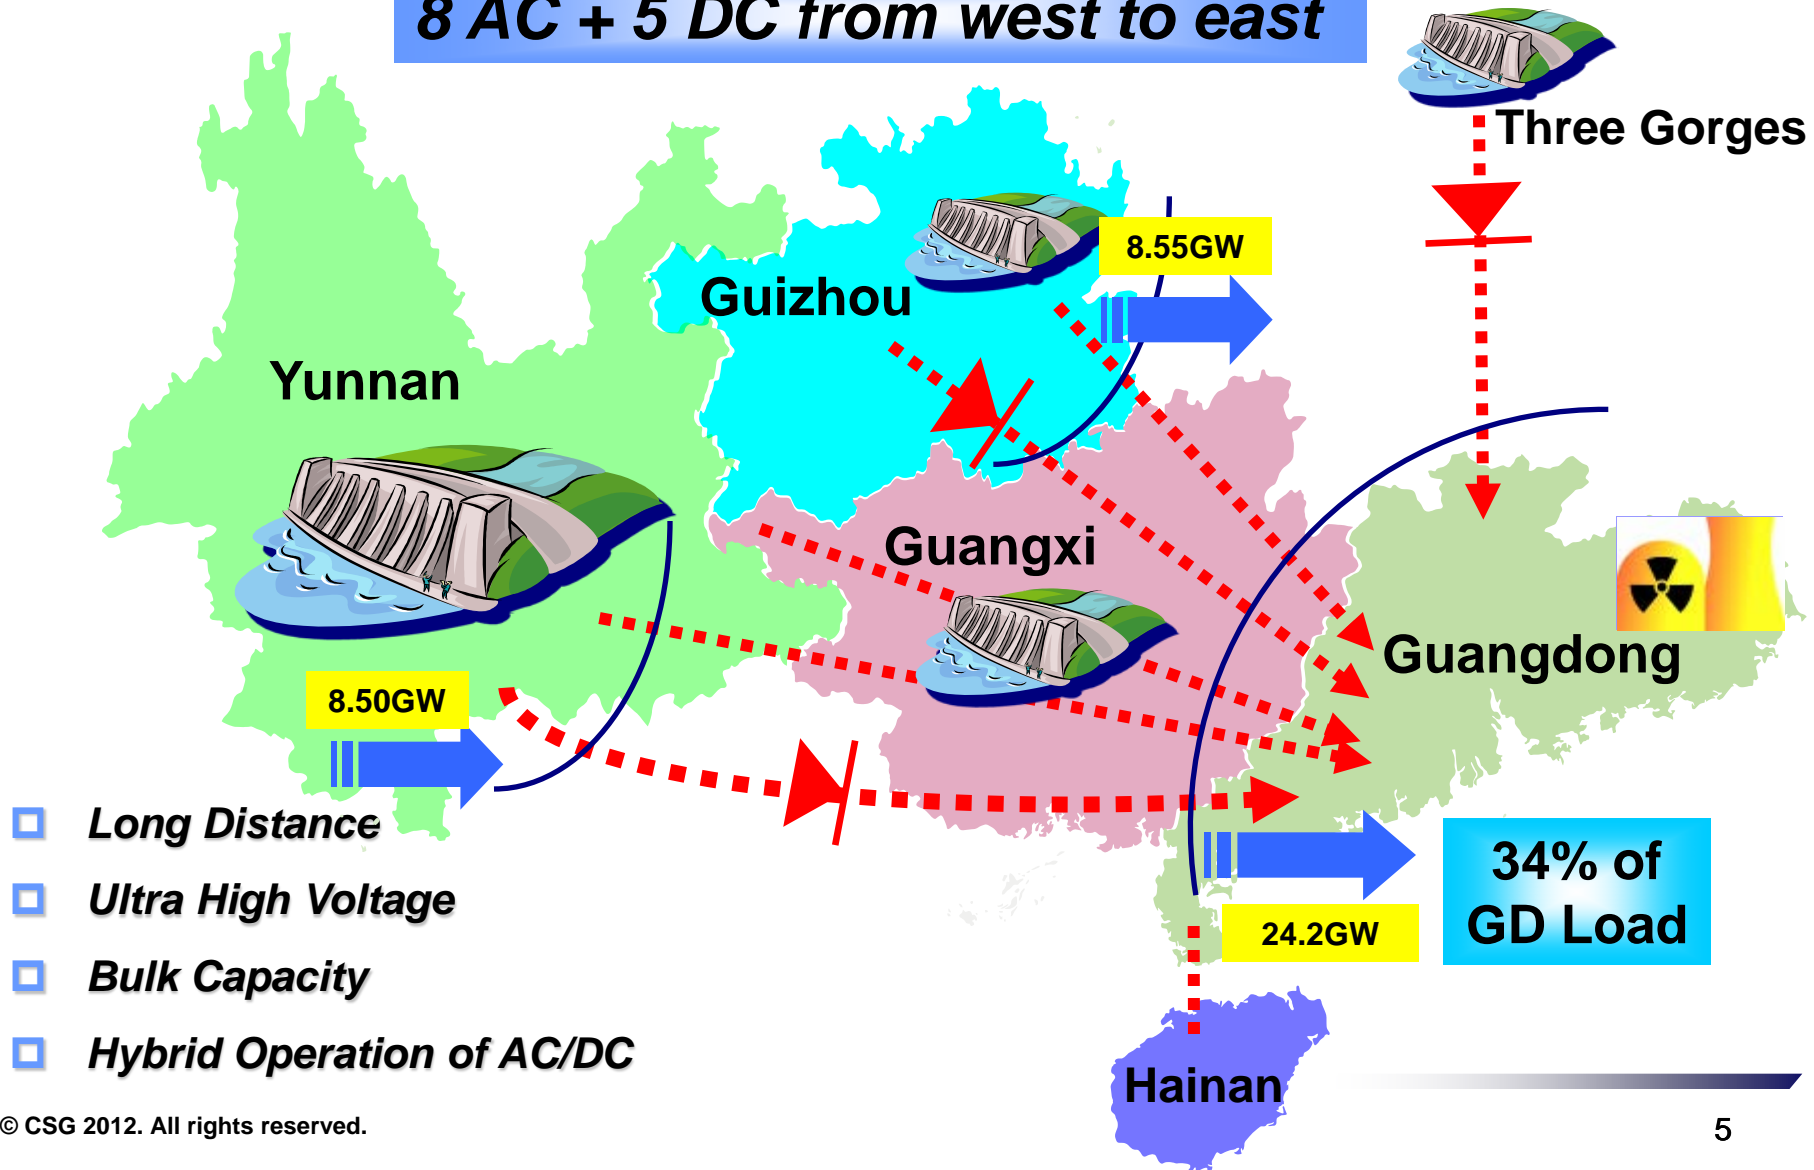 8 AC + 5 DC from west to east
Three Gorges
8.55GW
Guizhou
Yunnan
Guangxi
Guangdong
8.50GW
Long Distance
34% of
GD Load
Ultra High Voltage
24.2GW
Bulk Capacity
Hybrid Operation of AC/DC
Hainan
© CSG 2012. All rights reserved.
5